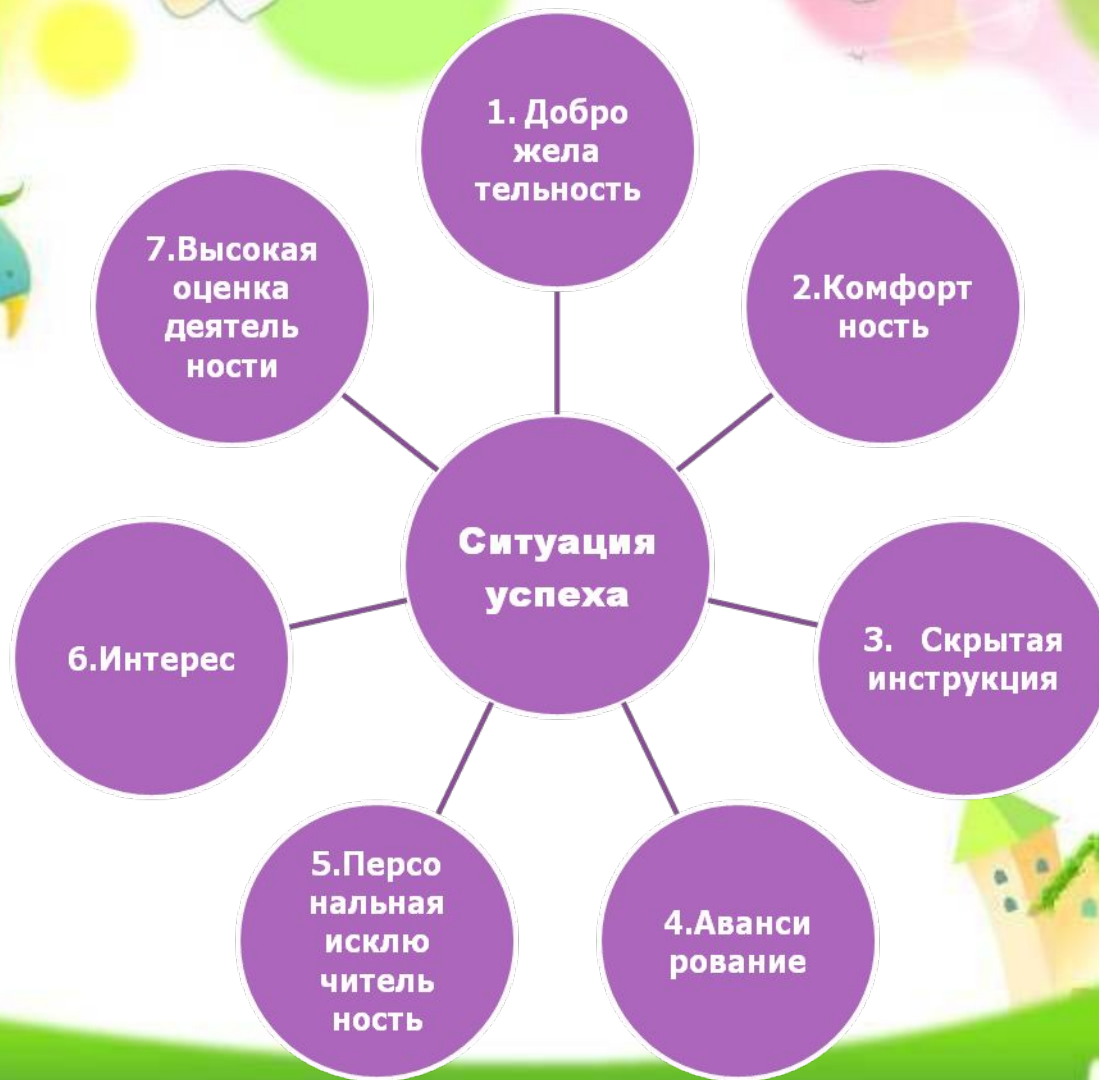 1. Добро
жела
тельность
2.Комфорт
ность
3. Скрытая
инструкция
4.Аванси
рование
5.Персо
нальная
исклю
читель
ность
6.Интерес
7.Высокая
оценка
деятель
ности
Ситуация
успеха